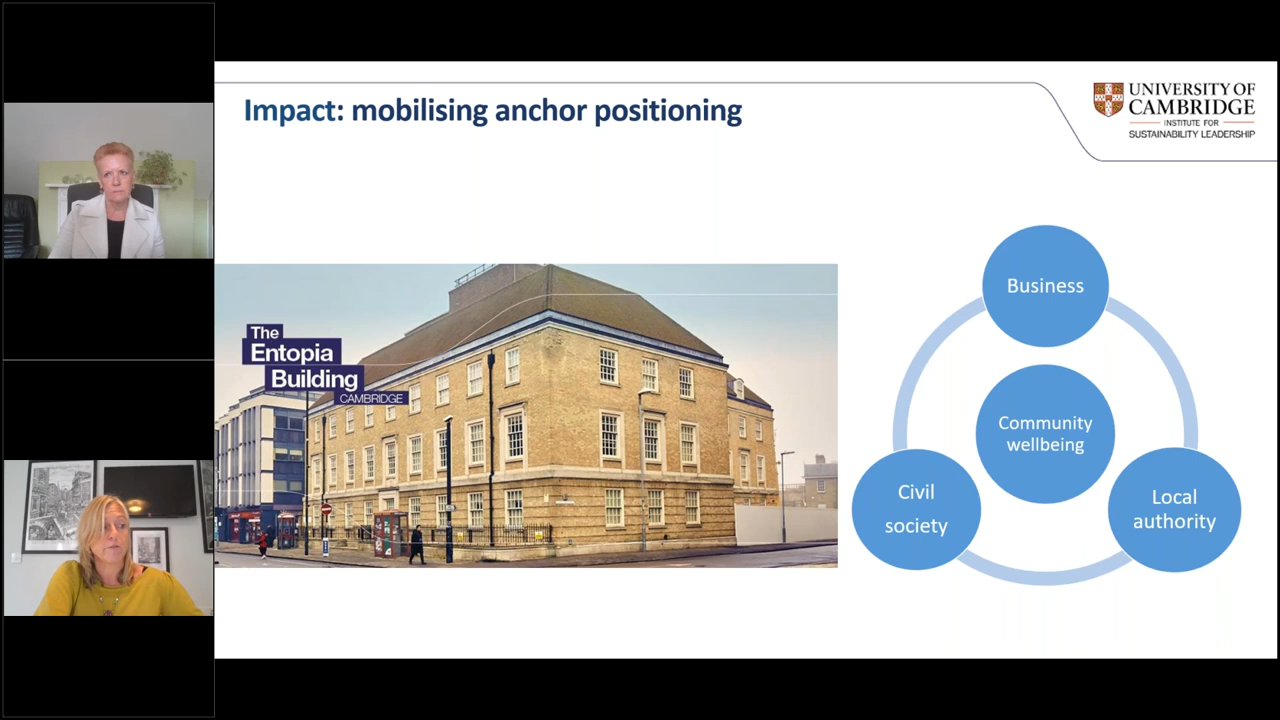 Impact: mobilising anchor positioning
UNIVERSITY OF
CAMBRIDGE
INSTITUTE FOR
SUSTAINABILITY LEADERSHIP
The
Entopia
Building
CAMBRIDGE
Business
Community
wellbeing
Civil
society
Local
authority